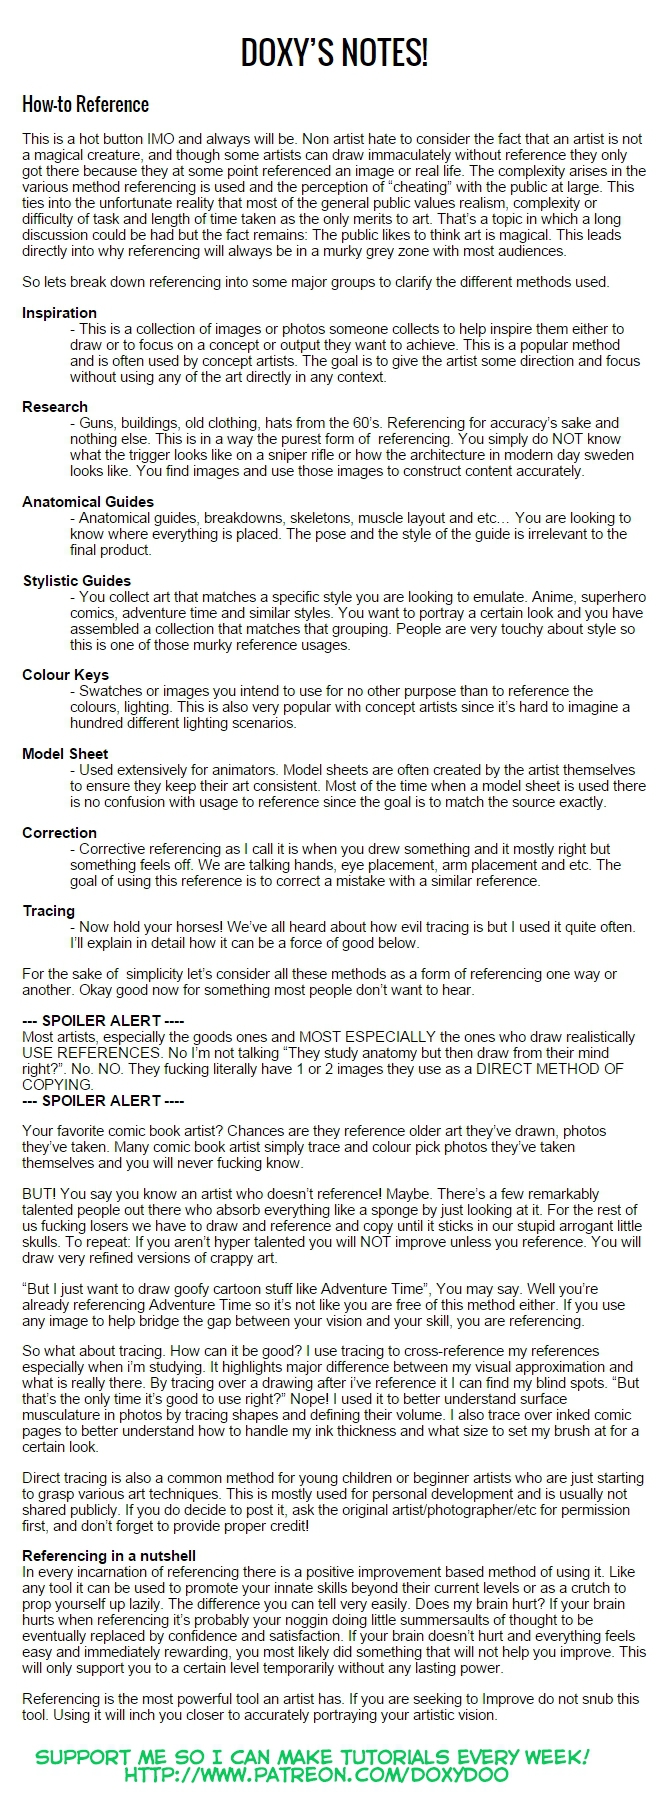 DOXY'S NOTES!
How-to Reference
This is a hot button IMO and always will be. Non artist hate to consider the fact that an artist is not
a magical creature, and though some artists can draw immaculately without reference they only
got there because they at some point referenced an image or real life. The complexity arises in the
various method referencing is used and the perception of “cheating” with the public at large. This
ties into the unfortunate reality that most of the general public values realism, complexity or
difficulty of task and length of time taken as the only merits to art. That’s a topic in which a long
discussion could be had but the fact remains: The public likes to think art is magical. This leads
directly into why referencing will always be in a murky grey zone with most audiences.
So lets break down referencing into some major groups to clarify the different methods used.
Inspiration
- This is a collection of images or photos someone collects to help inspire them either to
draw or to focus on a concept or output they want to achieve. This is a popular method
and is often used by concept artists. The goal is to give the artist some direction and focus
without using any of the art directly in any context.
Research
- Guns, buildings, old clothing, hats from the 60’s. Referencing for accuracy’s sake and
nothing else. This is in a way the purest form of  referencing. You simply do NOT know
what the trigger looks like on a sniper rifle or how the architecture in modern day sweden
looks like. You find images and use those images to construct content accurately.
Anatomical Guides
- Anatomical guides, breakdowns, skeletons, muscle layout and etc… You are looking to
know where everything is placed. The pose and the style of the guide is irrelevant to the
final product.
Stylistic Guides
- You collect art that matches a specific style you are looking to emulate. Anime, superhero
comics, adventure time and similar styles. You want to portray a certain look and you have
assembled a collection that matches that grouping. People are very touchy about style so
this is one of those murky reference usages.
Colour Keys
- Swatches or images you intend to use for no other purpose than to reference the
colours, lighting. This is also very popular with concept artists since it’s hard to imagine a
hundred different lighting scenarios.
Model Sheet
- Used extensively for animators. Model sheets are often created by the artist themselves
to ensure they keep their art consistent. Most of the time when a model sheet is used there
is no confusion with usage to reference since the goal is to match the source exactly.
Correction
- Corrective referencing as I call it is when you drew something and it mostly right but
something feels off. We are talking hands, eye placement, arm placement and etc. The
goal of using this reference is to correct a mistake with a similar reference.
Tracing
- Now hold your horses! We’ve all heard about how evil tracing is but I used it quite often.
I’ll explain in detail how it can be a force of good below.
For the sake of  simplicity let’s consider all these methods as a form of referencing one way or
another. Okay good now for something most people don’t want to hear.
--- SPOILER ALERT ----
Most artists, especially the goods ones and MOST ESPECIALLY the ones who draw realistically
USE REFERENCES. No I’m not talking “They study anatomy but then draw from their mind
right?”. No. NO. They fucking literally have 1 or 2 images they use as a DIRECT METHOD OF
COPYING.
--- SPOILER ALERT ----
Your favorite comic book artist? Chances are they reference older art they’ve drawn, photos
they’ve taken. Many comic book artist simply trace and colour pick photos they’ve taken
themselves and you will never fucking know.
BUT! You say you know an artist who doesn’t reference! Maybe. There’s a few remarkably
talented people out there who absorb everything like a sponge by just looking at it. For the rest of
us fucking losers we have to draw and reference and copy until it sticks in our stupid arrogant little
skulls. To repeat: If you aren’t hyper talented you will NOT improve unless you reference. You will
draw very refined versions of crappy art.
“But I just want to draw goofy cartoon stuff like Adventure Time”, You may say. Well you’re
already referencing Adventure Time so it’s not like you are free of this method either. If you use
any image to help bridge the gap between your vision and your skill, you are referencing.
So what about tracing. How can it be good? I use tracing to cross-reference my references
especially when i’m studying. It highlights major difference between my visual approximation and
what is really there. By tracing over a drawing after i’ve reference it I can find my blind spots. “But
that’s the only time it’s good to use right?” Nope! I used it to better understand surface
musculature in photos by tracing shapes and defining their volume. I also trace over inked comic
pages to better understand how to handle my ink thickness and what size to set my brush at for a
certain look.
Direct tracing is also a common method for young children or beginner artists who are just starting
to grasp various art techniques. This is mostly used for personal development and is usually not
shared publicly. If you do decide to post it, ask the original artist/photographer/etc for permission
first, and don’t forget to provide proper credit!
Referencing in a nutshell
In every incarnation of referencing there is a positive improvement based method of using it. Like
any tool it can be used to promote your innate skills beyond their current levels or as a crutch to
prop yourself up lazily. The difference you can tell very easily. Does my brain hurt? If your brain
hurts when referencing it’s probably your noggin doing little summersaults of thought to be
eventually replaced by confidence and satisfaction. If your brain doesn’t hurt and everything feels
easy and immediately rewarding, you most likely did something that will not help you improve. This
will only support you to a certain level temporarily without any lasting power.
Referencing is the most powerful tool an artist has. If you are seeking to Improve do not snub this
tool. Using it will inch you closer to accurately portraying your artistic vision.
SUPPORT ME SO I CAN MAKE TUTORIALS EVERY WEEK!
HTTP://WWW.PATREON.COM/DOXYDOO